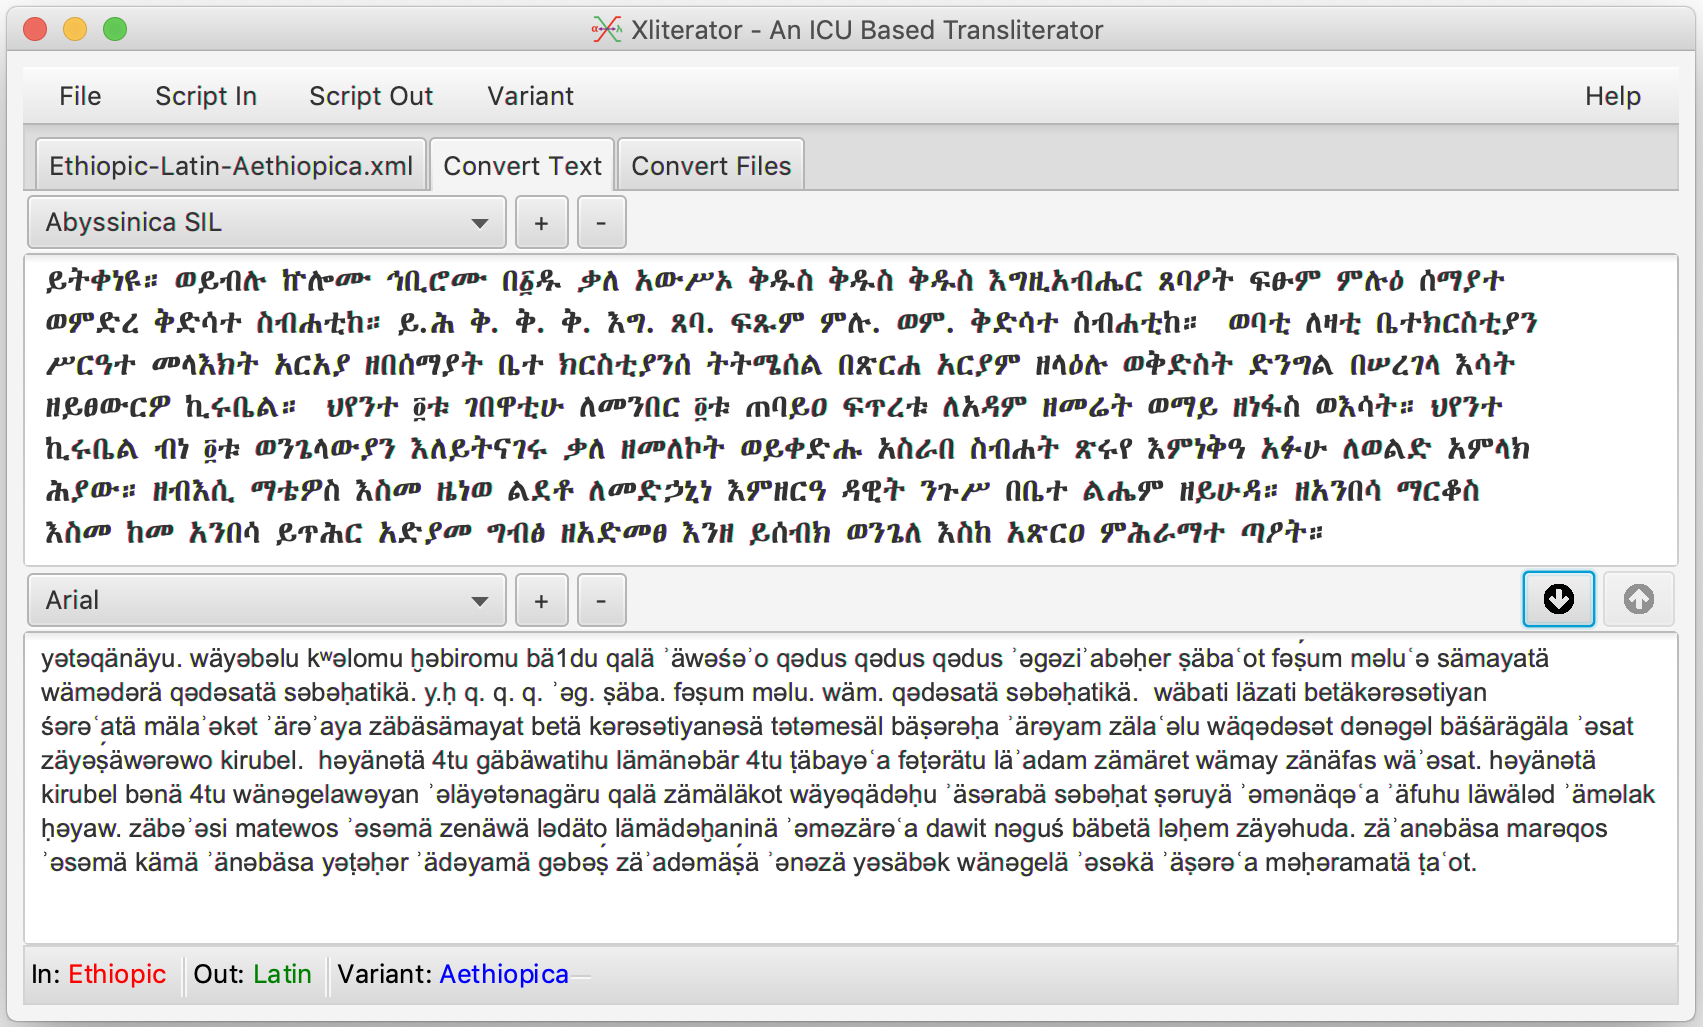 Xliterator - An ICU Based Transliterator
File Script In Script Out Variant Help
Ethiopic-Latin-Aethiopica.xml Convert Text Convert Files
Abyssinica SIL + -
ይትቀነዩ። ወይብሉ ኵሎሙ ኅቢሮሙ በ፩ዱ ቃለ አውሥኦ ቅዱስ ቅዱስ ቅዱስ እግዚአብሔር ጸባዖት ፍፁም ምሉዕ ሰማያተ
ወምድረ ቅድሳተ ስብሐቲከ። ይ.ሕ ቅ. ቅ. ቅ. እግ. ጸባ. ፍጹም ምሉ. ወም. ቅድሳተ ስብሐቲከ። ወባቲ ለዛቲ ቤተክርስቲያን
ሥርዓተ መላእክት አርአያ ዘበሰማያት ቤተ ክርስቲያንሰ ትትሜሰል በጽርሐ አርያም ዘላዕሉ ወቅድስት ድንግል በሠረገላ እሳት
ዘይፀውርዎ ኪሩቤል። ህየንተ ፬ቱ ገበዋቲሁ ለመንበር ፬ቱ ጠባይዐ ፍጥረቱ ለአዳም ዘመሬት ወማይ ዘነፋስ ወእሳት። ህየንተ
ኪሩቤል ብነ ፬ቱ ወንጌላውያን እለይትናገሩ ቃለ ዘመለኮት ወይቀድሑ አስራበ ስብሐት ጽሩየ እምነቅዓ አፉሁ ለወልድ አምላክ
ሕያው። ዘብእሲ ማቴዎስ እስመ ዜነወ ልደቶ ለመድኃኒነ እምዘርዓ ዳዊት ንጉሥ በቤተ ልሔም ዘይሁዳ። ዘአንበሳ ማርቆስ
እስመ ከመ አንበሳ ይጥሕር አድያመ ግብፅ ዘአድመፀ እንዘ ይሰብክ ወንጌለ እስከ አጽርዐ ምሕራማተ ጣዖት።
Arial + -
yətəqänäyu. wäyəbəlu kʷəlomu ḫəbiromu bä1du qalä ʾäwəśəʾo qədus qədus qədus ʾəgəziʾabəḥer ṣäbaʿot fəṣ́um məluʿə sämayatä
wämədərä qədəsatä səbəḥatikä. y.ḥ q. q. q. ʾəg. ṣäba. fəṣum məlu. wäm. qədəsatä səbəḥatikä. wäbati läzati betäkərəsətiyan
śərəʿatä mälaʾəkət ʾärəʾaya zäbäsämayat betä kərəsətiyanəsä tətəmesäl bäṣərəḥa ʾärəyam zälaʿəlu wäqədəsət dənəgəl bäśärägäla ʾəsat
zäyəṣ́äwərəwo kirubel. həyänətä 4tu gäbäwatihu lämänəbär 4tu ṭäbayəʿa fəṭərätu läʾadam zämäret wämay zänäfas wäʾəsat. həyänətä
kirubel bənä 4tu wänəgelawəyan ʾəläyətənagäru qalä zämäläkot wäyəqädəḥu ʾäsərabä səbəḥat ṣəruyä ʾəmənäqəʿa ʾäfuhu läwäləd ʾäməlak
ḥəyaw. zäbəʾəsi matewos ʾəsəmä zenäwä lədäto lämädəḫaninä ʾəməzärəʿa dawit nəguś bäbetä ləḥem zäyəhuda. zäʾanəbäsa marəqos
ʾəsəmä kämä ʾänəbäsa yəṭəḥər ʾädəyamä gəbəṣ́ zäʾadəmäṣ́ä ʾənəzä yəsäbək wänəgelä ʾəsəkä ʾäṣərəʿa məḥəramatä ṭaʿot.
In: Ethiopic Out: Latin Variant: Aethiopica